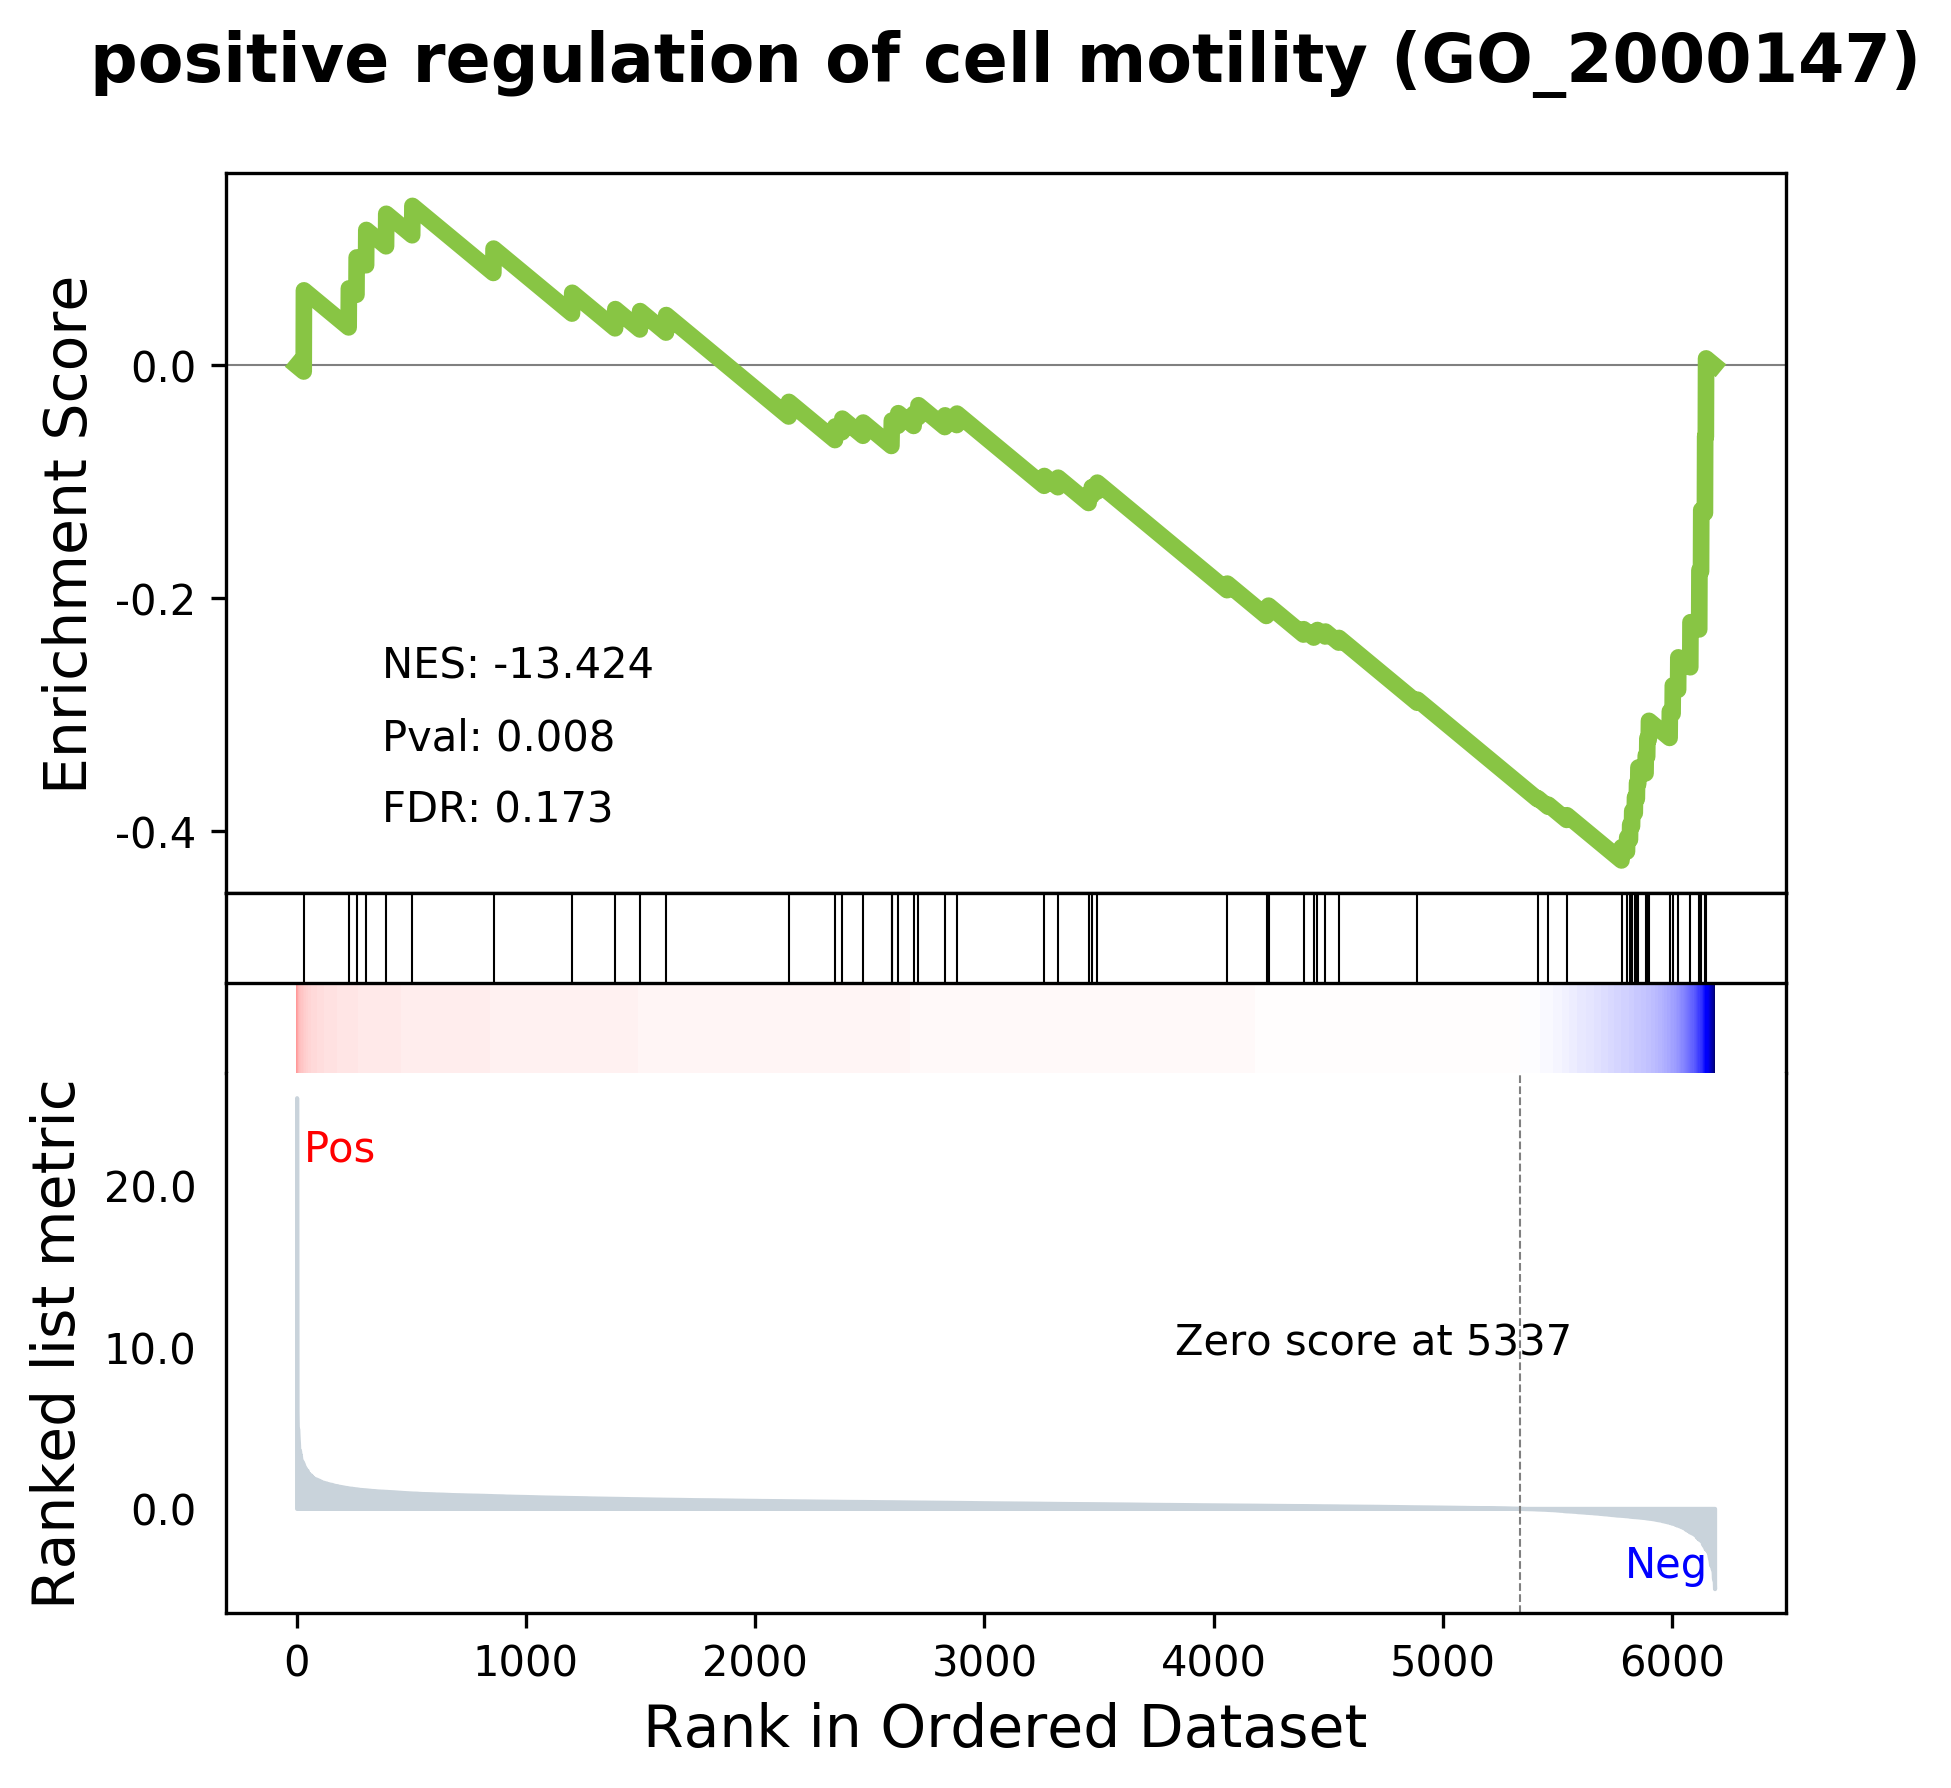 positive regulation of cell motility (GO_2000147)
Enrichment Score
0.0
-0.2
-0.4
NES: -13.424
Pval: 0.008
FDR: 0.173
Ranked list metric
Pos
20.0
10.0
0.0
Zero score at 5337
Neg
0 1000 2000 3000 4000 5000 6000
Rank in Ordered Dataset